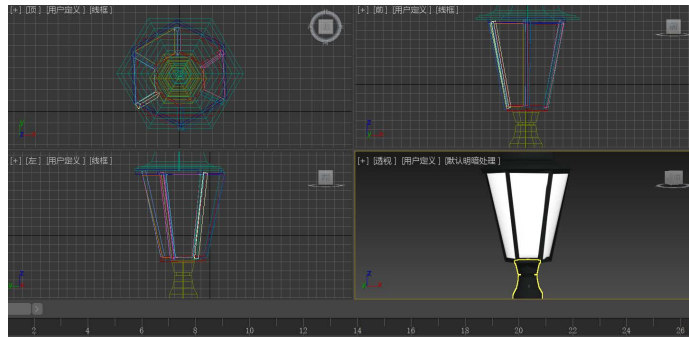 [+] [顶] [用户定义] [线框]
[+] [前] [用户定义] [线框]
[+] [左] [用户定义] [线框]
[+] [透视] [用户定义] [默认明暗处理]
2 4 6 8 10 12 14 16 18 20 22 24 26